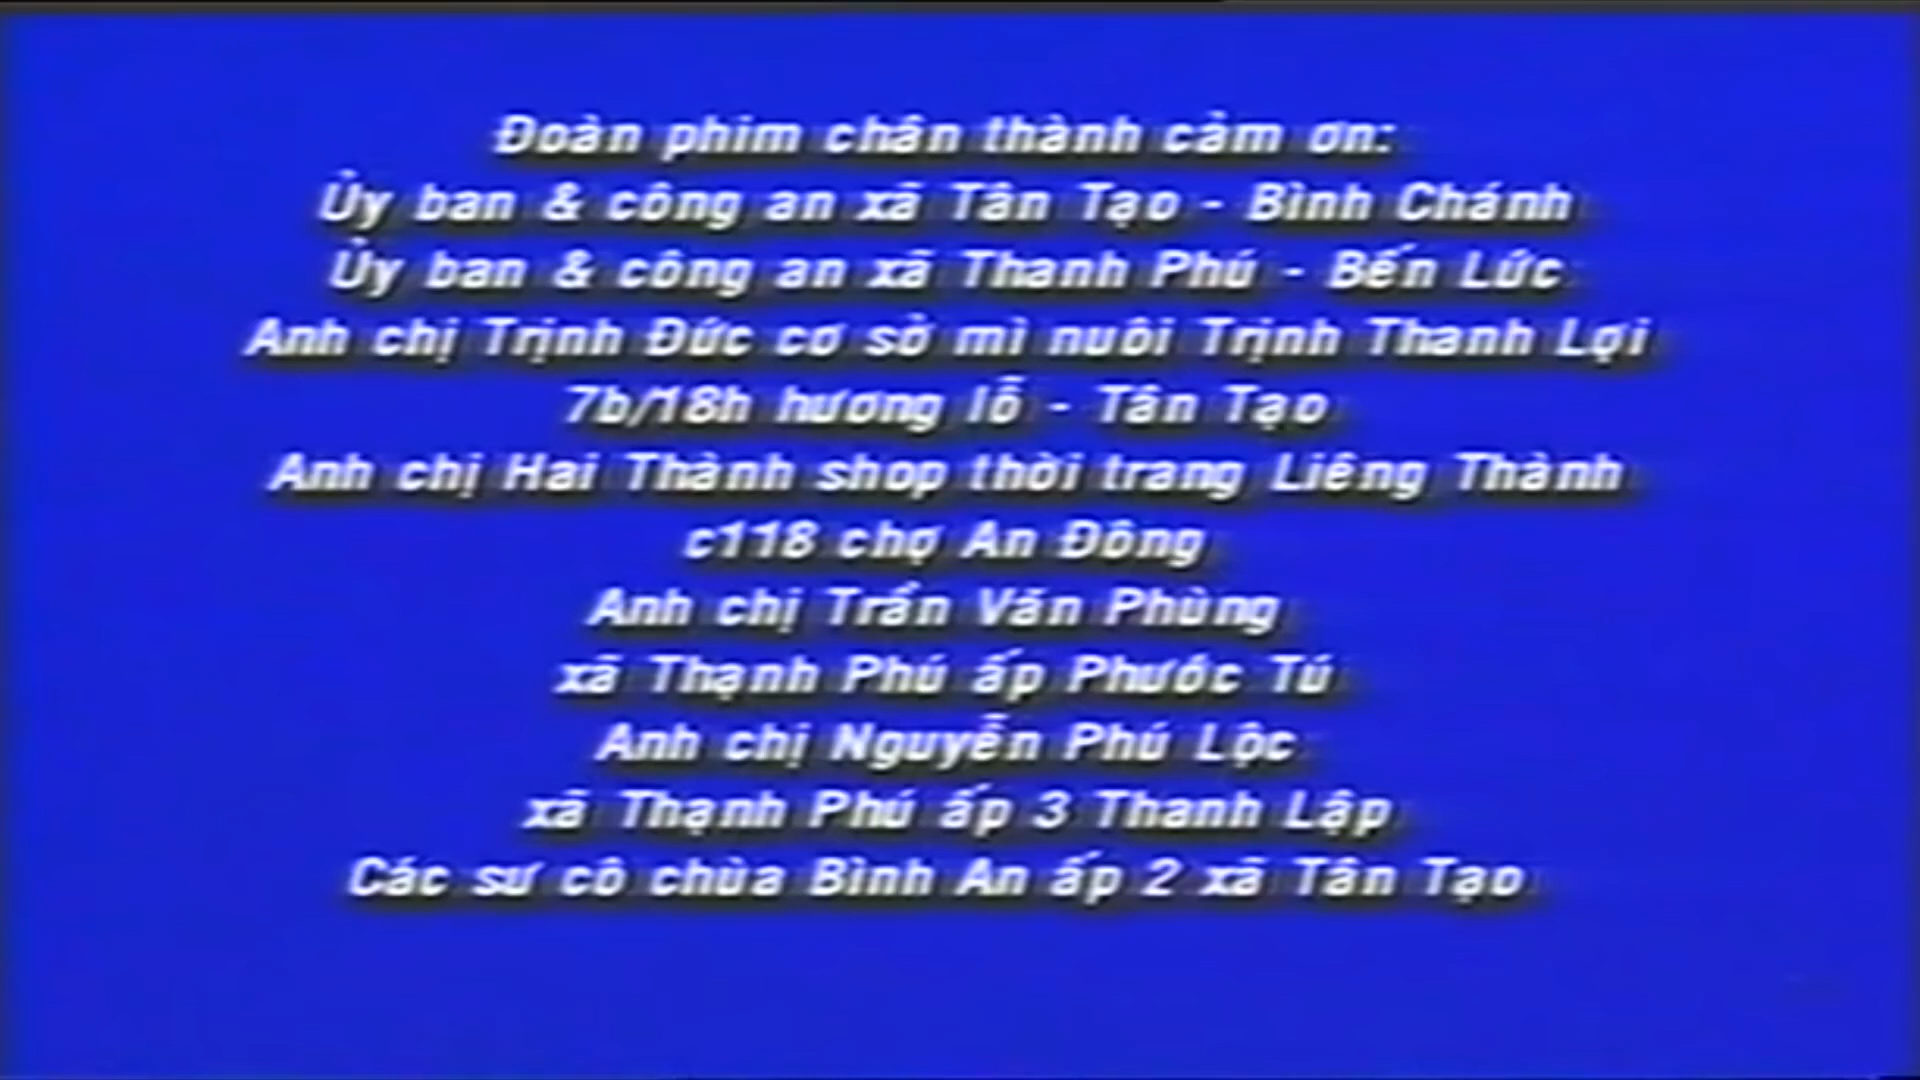 Đoàn phim chân thành cảm ơn:
Ủy ban & công an xã Tân Tạo - Bình Chánh
Ủy ban & công an xã Thanh Phú - Bến Lức
Anh chị Trịnh Đức cơ sở mì nuôi Trịnh Thanh Lợi
7b/18h hương lỗ - Tân Tạo
Anh chị Hai Thành shop thời trang Liêng Thành
c118 chợ An Đông
Anh chị Trần Văn Phùng
xã Thạnh Phú ấp Phước Tú
Anh chị Nguyễn Phú Lộc
xã Thạnh Phú ấp 3 Thanh Lập
Các sư cô chùa Bình An ấp 2 xã Tân Tạo